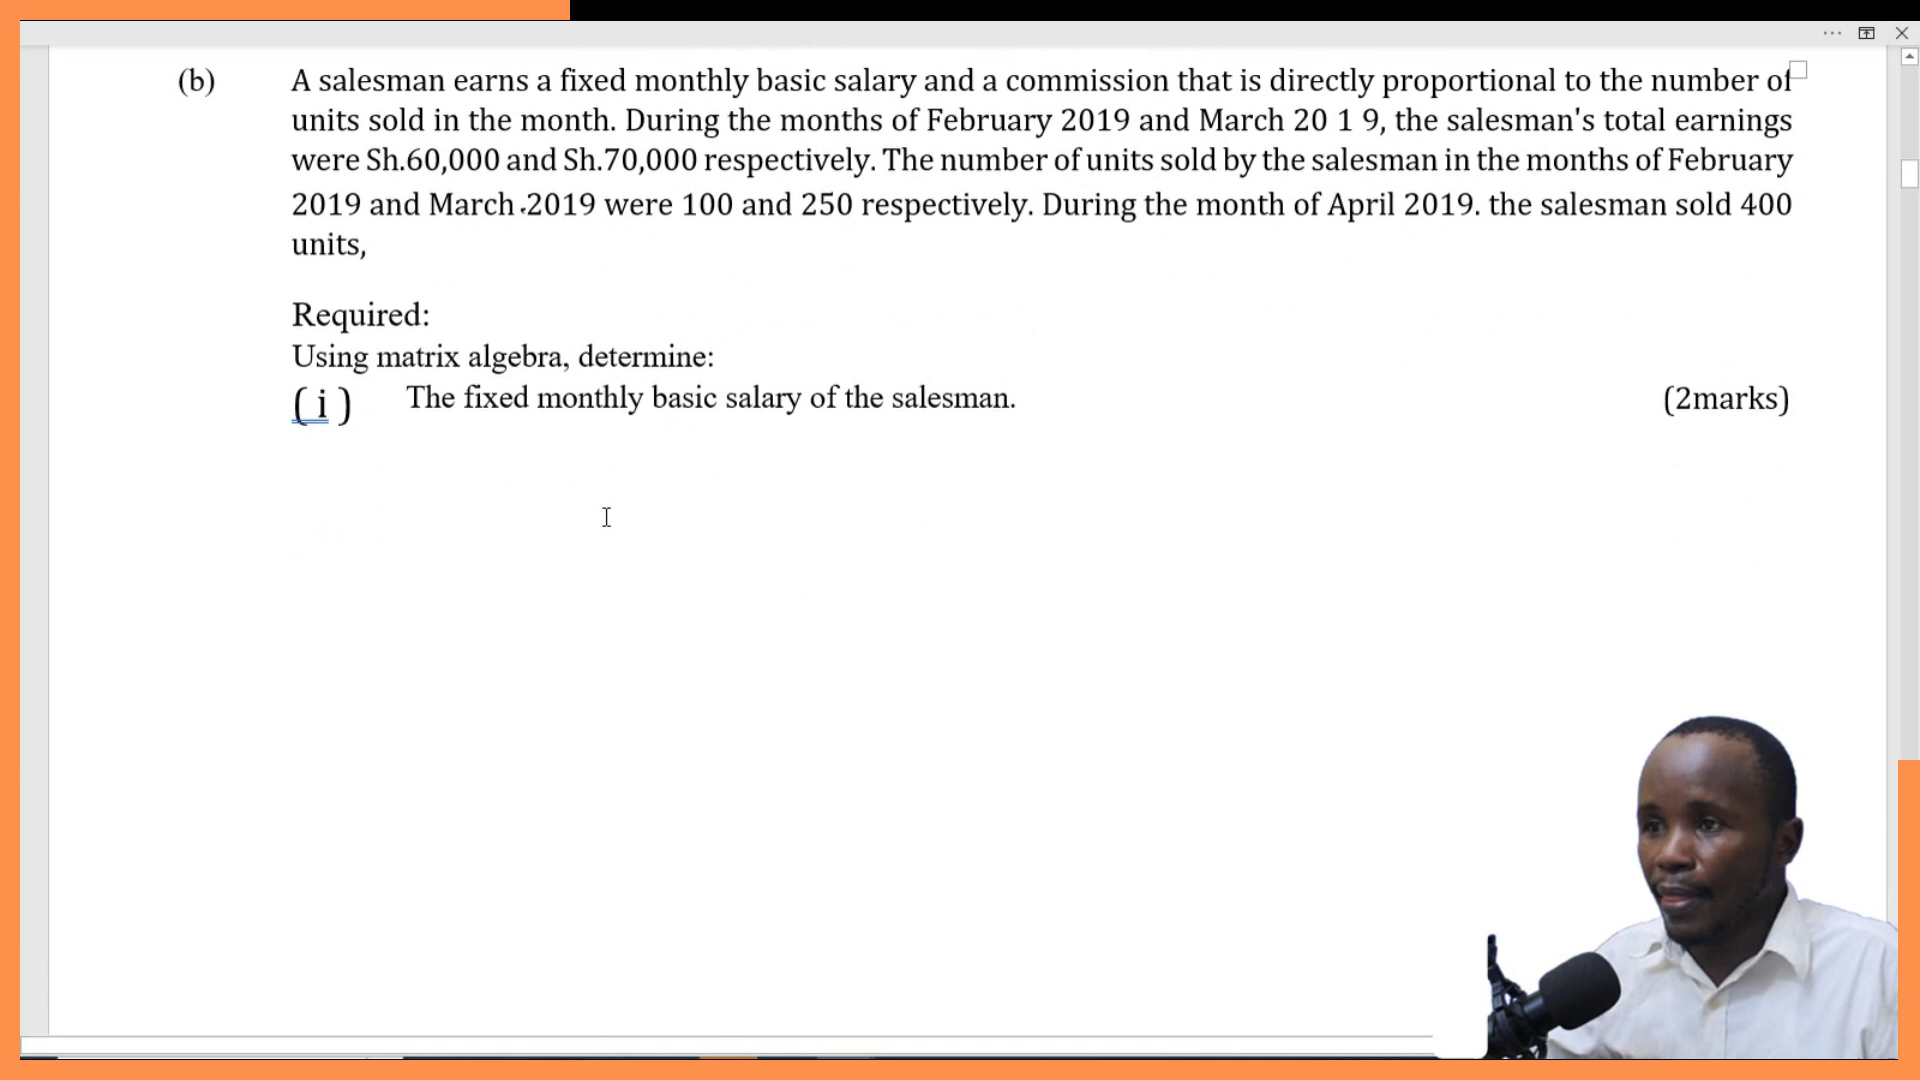 (b) A salesman earns a fixed monthly basic salary and a commission that is directly proportional to the number of
units sold in the month. During the months of February 2019 and March 20 1 9, the salesman's total earnings
were Sh.60,000 and Sh.70,000 respectively. The number of units sold by the salesman in the months of February
2019 and March .2019 were 100 and 250 respectively. During the month of April 2019. the salesman sold 400
units,
Required:
Using matrix algebra, determine:
( i ) The fixed monthly basic salary of the salesman. (2marks)